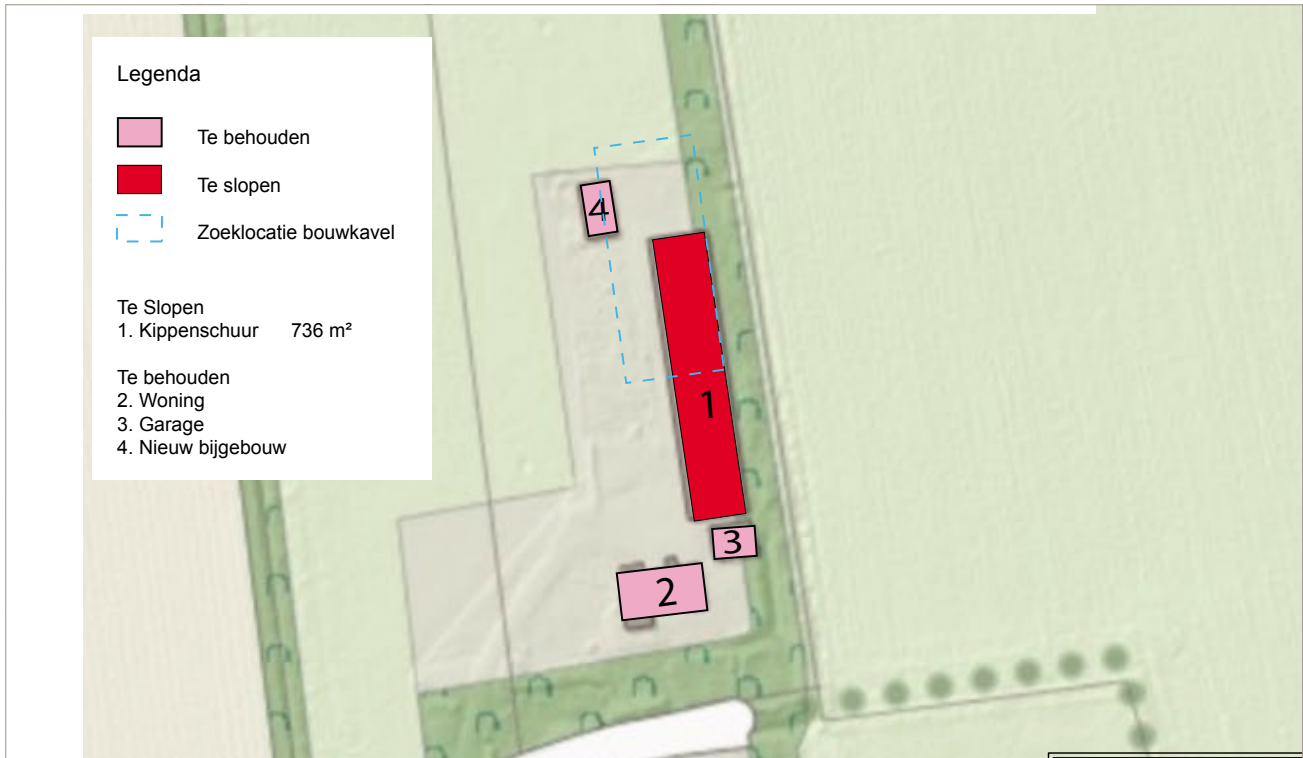 Legenda
Te behouden
Te slopen
Zoeklocatie bouwkavel
Te Slopen
1. Kippenschuur 736 m²
Te behouden
2. Woning
3. Garage
4. Nieuw bijgebouw
4
1
3
2